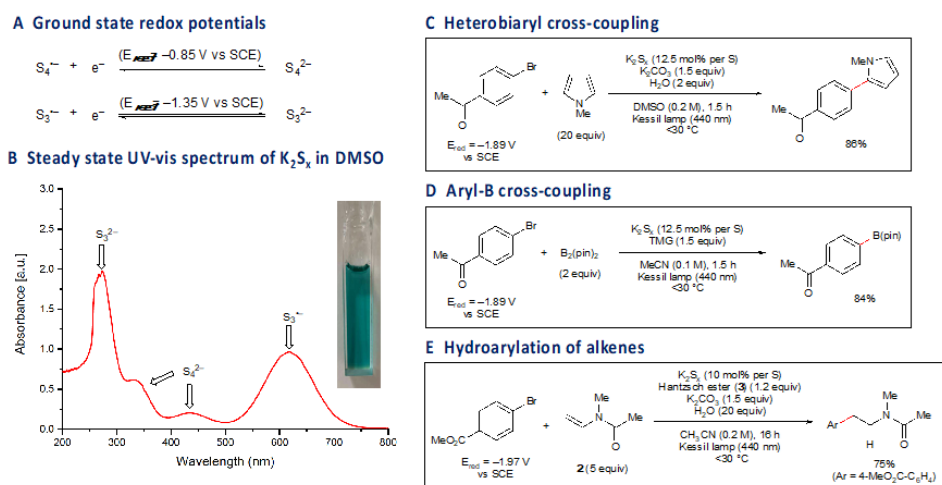 A Ground state redox potentials
S₄•⁻ + e⁻ (E –0.85 V vs SCE) S₄²⁻
S₃•⁻ + e⁻ (E –1.35 V vs SCE) S₃²⁻
B Steady state UV-vis spectrum of K₂Sₓ in DMSO
Absorbance [a.u.]
3.0
2.5
2.0
1.5
1.0
0.5
0.0
S₃²⁻
S₄²⁻
S₃•⁻
200 300 400 500 600 700 800
Wavelength (nm)
C Heterobiaryl cross-coupling
Br
Me
O
E_red = –1.89 V
vs SCE
+
N
Me
(20 equiv)
K₂Sₓ (12.5 mol% per S)
K₂CO₃ (1.5 equiv)
H₂O (2 equiv)
DMSO (0.2 M), 1.5 h
Kessil lamp (440 nm)
<30 °C
MeN
Me
O
86%
D Aryl-B cross-coupling
Br
Me
O
E_red = –1.89 V
vs SCE
+ B₂(pin)₂
(2 equiv)
K₂Sₓ (12.5 mol% per S)
TMG (1.5 equiv)
MeCN (0.1 M), 1.5 h
Kessil lamp (440 nm)
<30 °C
B(pin)
Me
O
84%
E Hydroarylation of alkenes
Br
MeO₂C
E_red = –1.97 V
vs SCE
+
Me
N Me
O
2 (5 equiv)
K₂Sₓ (10 mol% per S)
Hantzsch ester (3) (1.2 equiv)
K₂CO₃ (1.5 equiv)
H₂O (20 equiv)
CH₃CN (0.2 M), 16 h
Kessil lamp (440 nm)
<30 °C
Me
Ar N Me
H O
75%
(Ar = 4-MeO₂C-C₆H₄)